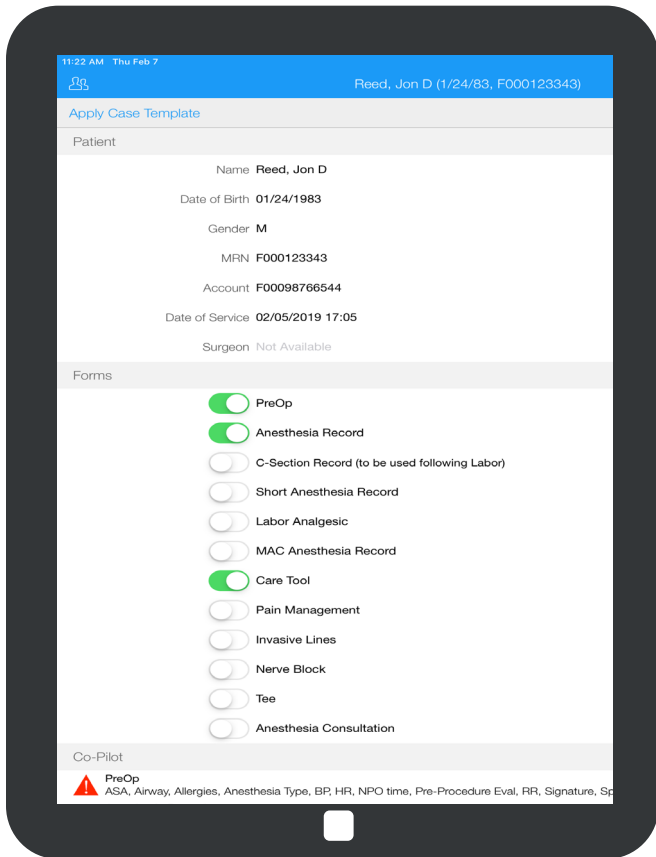 11:22 AM Thu Feb 7
Reed, Jon D (1/24/83, F000123343)
Apply Case Template
Patient
Name Reed, Jon D
Date of Birth 01/24/1983
Gender M
MRN F000123343
Account F00098766544
Date of Service 02/05/2019 17:05
Surgeon Not Available
Forms
PreOp
Anesthesia Record
C-Section Record (to be used following Labor)
Short Anesthesia Record
Labor Analgesic
MAC Anesthesia Record
Care Tool
Pain Management
Invasive Lines
Nerve Block
Tee
Anesthesia Consultation
Co-Pilot
PreOp
ASA, Airway, Allergies, Anesthesia Type, BP, HR, NPO time, Pre-Procedure Eval, RR, Signature,